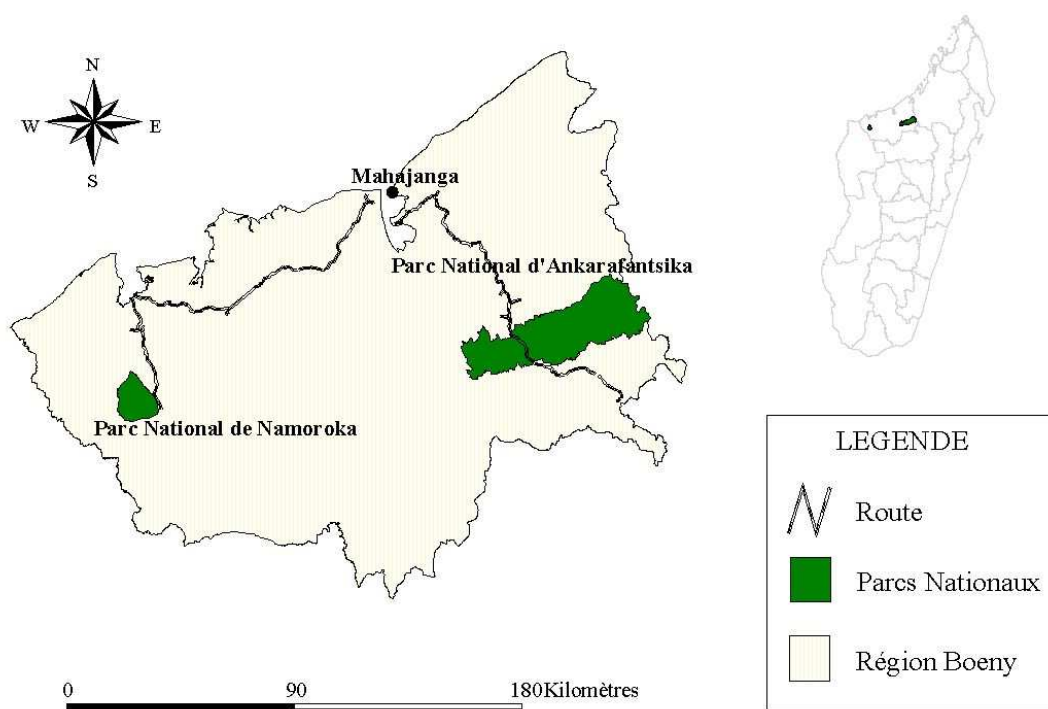 N
W E
S
Mahajanga
Parc National d'Ankarafantsika
Parc National de Namoroka
LEGENDE
Route
Parcs Nationaux
Région Boeny
0 90 180Kilomètres